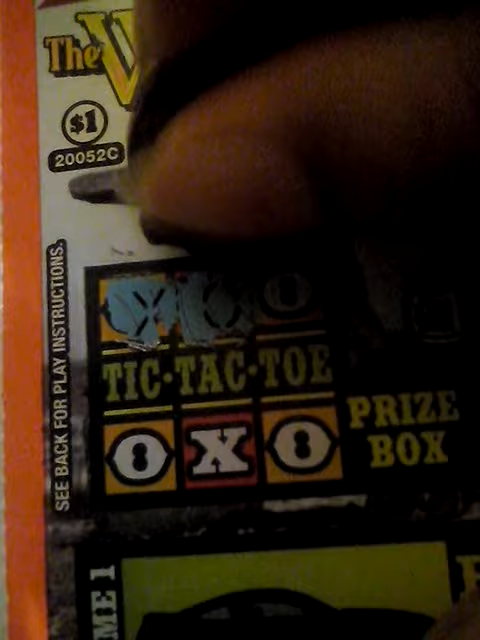 The
$1
20052C
SEE BACK FOR PLAY INSTRUCTIONS.
TIC•TAC•TOE
O X O
PRIZE
BOX